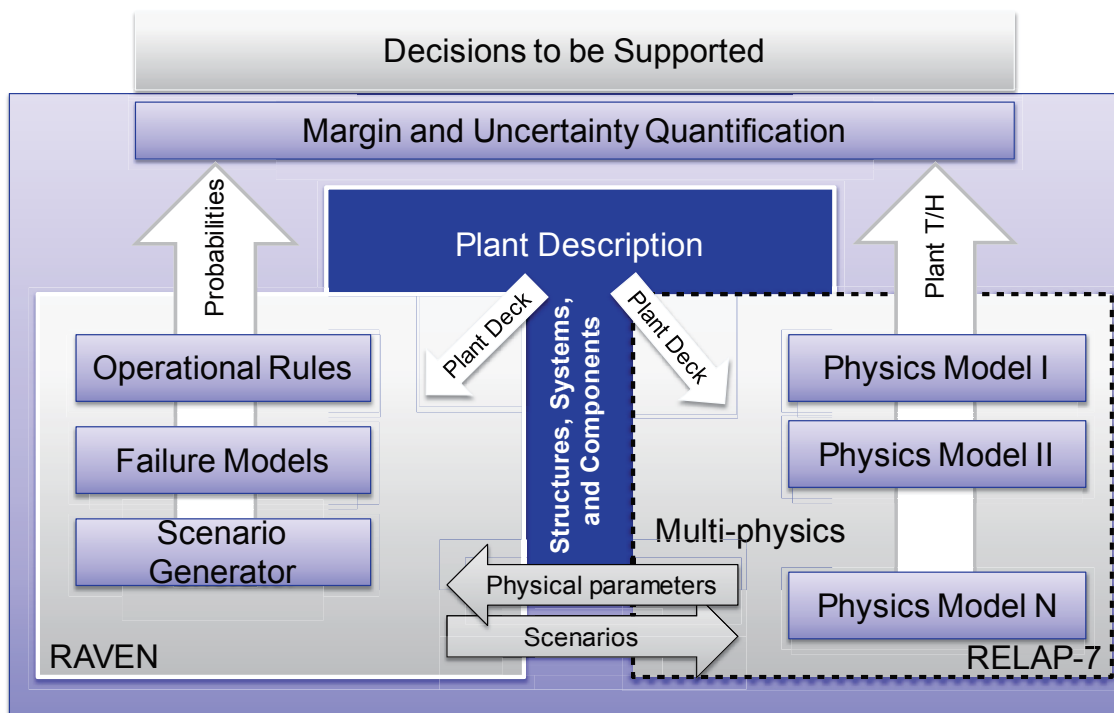 Decisions to be Supported
Margin and Uncertainty Quantification
Probabilities
Plant T/H
Plant Description
Plant Deck
Plant Deck
Structures, Systems,
and Components
Operational Rules
Failure Models
Scenario
Generator
Physics Model I
Physics Model II
Multi-physics
Physics Model N
Physical parameters
Scenarios
RAVEN
RELAP-7